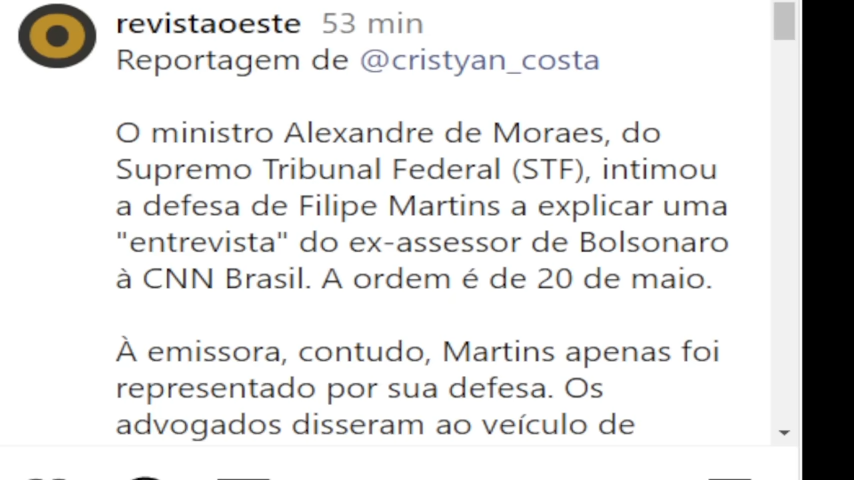 revistaoeste 53 min
Reportagem de @cristyan_costa
O ministro Alexandre de Moraes, do
Supremo Tribunal Federal (STF), intimou
a defesa de Filipe Martins a explicar uma
"entrevista" do ex-assessor de Bolsonaro
à CNN Brasil. A ordem é de 20 de maio.
À emissora, contudo, Martins apenas foi
representado por sua defesa. Os
advogados disseram ao veículo de